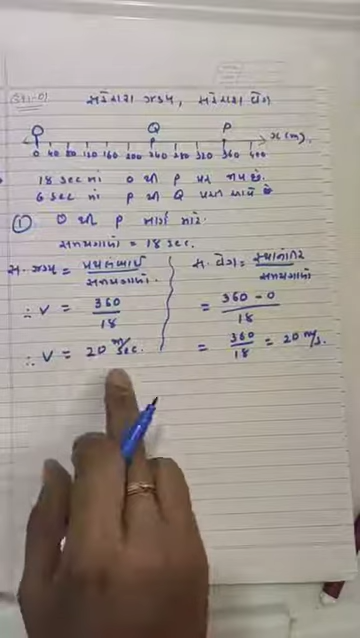 સરેરાશ ઝડપ, સરેરાશ વેગ
O Q P
0 40 80 120 160 200 240 280 320 360 400 x(m).
18 sec માં O થી P પર જાય છે.
6 sec માં P થી Q પર આવે છે
① O થી P માર્ગ માટે.
સમયગાળો = 18 sec.
સ. ઝડપ = પથલંબાઈ / સમયગાળો.
∴ V = 360 / 18
∴ V = 20 m/sec.
સ. વેગ = સ્થાનાંતર / સમયગાળો
= 360 - 0 / 18
= 360 / 18 = 20 m/s.